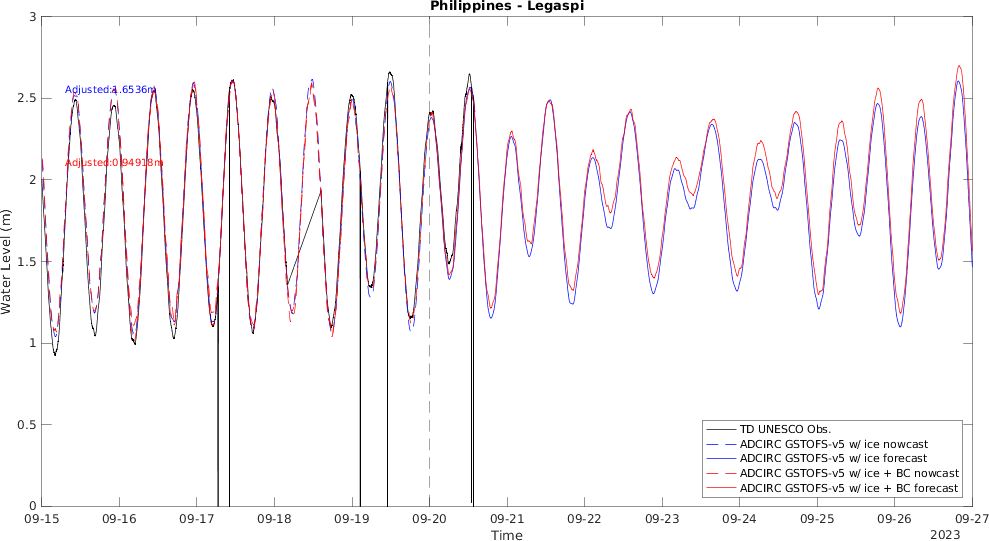 Philippines - Legaspi
3
2.5
2
1.5
1
0.5
0
Water Level (m)
Adjusted:1.6536m
Adjusted:0.94918m
TD UNESCO Obs.
ADCIRC GSTOFS-v5 w/ ice nowcast
ADCIRC GSTOFS-v5 w/ ice forecast
ADCIRC GSTOFS-v5 w/ ice + BC nowcast
ADCIRC GSTOFS-v5 w/ ice + BC forecast
09-15 09-16 09-17 09-18 09-19 09-20 09-21 09-22 09-23 09-24 09-25 09-26 09-27
Time
2023